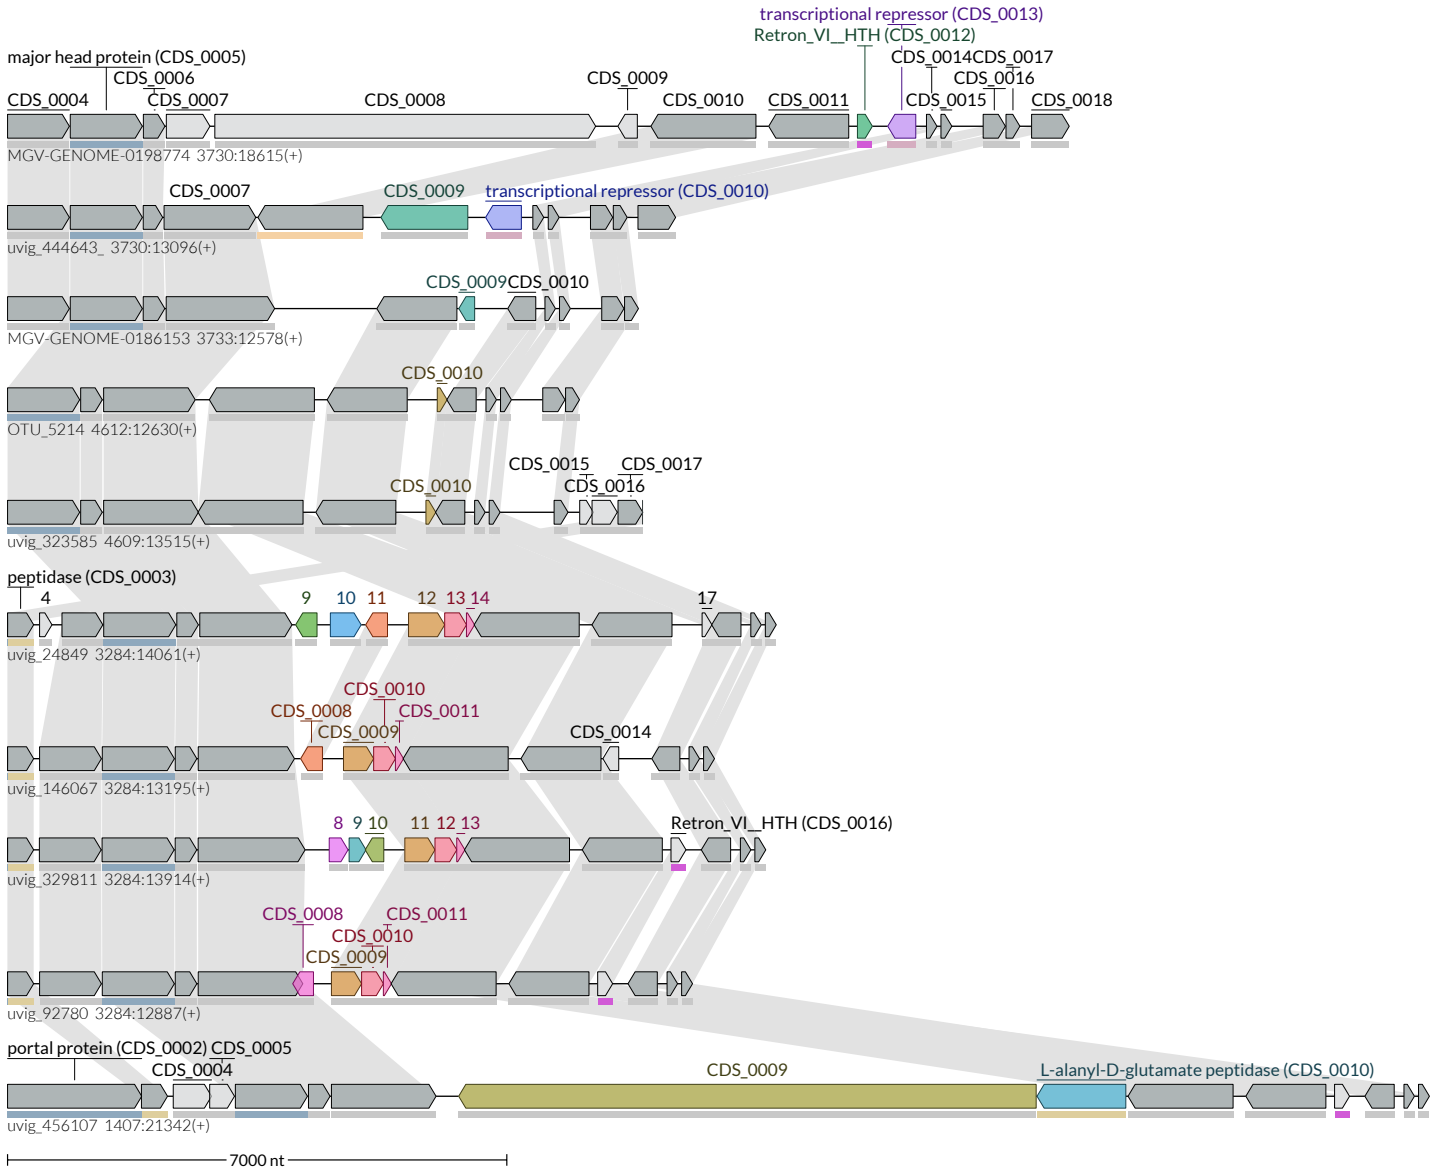 transcriptional repressor (CDS_0013)
Retron_VI__HTH (CDS_0012)
major head protein (CDS_0005)
CDS_0014 CDS_0017
CDS_0006 CDS_0009 CDS_0016
CDS_0004 CDS_0007 CDS_0008 CDS_0010 CDS_0011 CDS_0015 CDS_0018
MGV-GENOME-0198774 3730:18615(+)
CDS_0007 CDS_0009 transcriptional repressor (CDS_0010)
uvig_444643_ 3730:13096(+)
CDS_0009 CDS_0010
MGV-GENOME-0186153 3733:12578(+)
CDS_0010
OTU_5214 4612:12630(+)
CDS_0015 CDS_0017
CDS_0010 CDS_0016
uvig_323585 4609:13515(+)
peptidase (CDS_0003)
4 9 10 11 12 13 14 17
uvig_24849 3284:14061(+)
CDS_0010
CDS_0008 CDS_0011
CDS_0009 CDS_0014
uvig_146067 3284:13195(+)
8 9 10 11 12 13 Retron_VI__HTH (CDS_0016)
uvig_329811 3284:13914(+)
CDS_0008 CDS_0011
CDS_0010
CDS_0009
uvig_92780 3284:12887(+)
portal protein (CDS_0002) CDS_0005
CDS_0004 CDS_0009 L-alanyl-D-glutamate peptidase (CDS_0010)
uvig_456107 1407:21342(+)
7000 nt